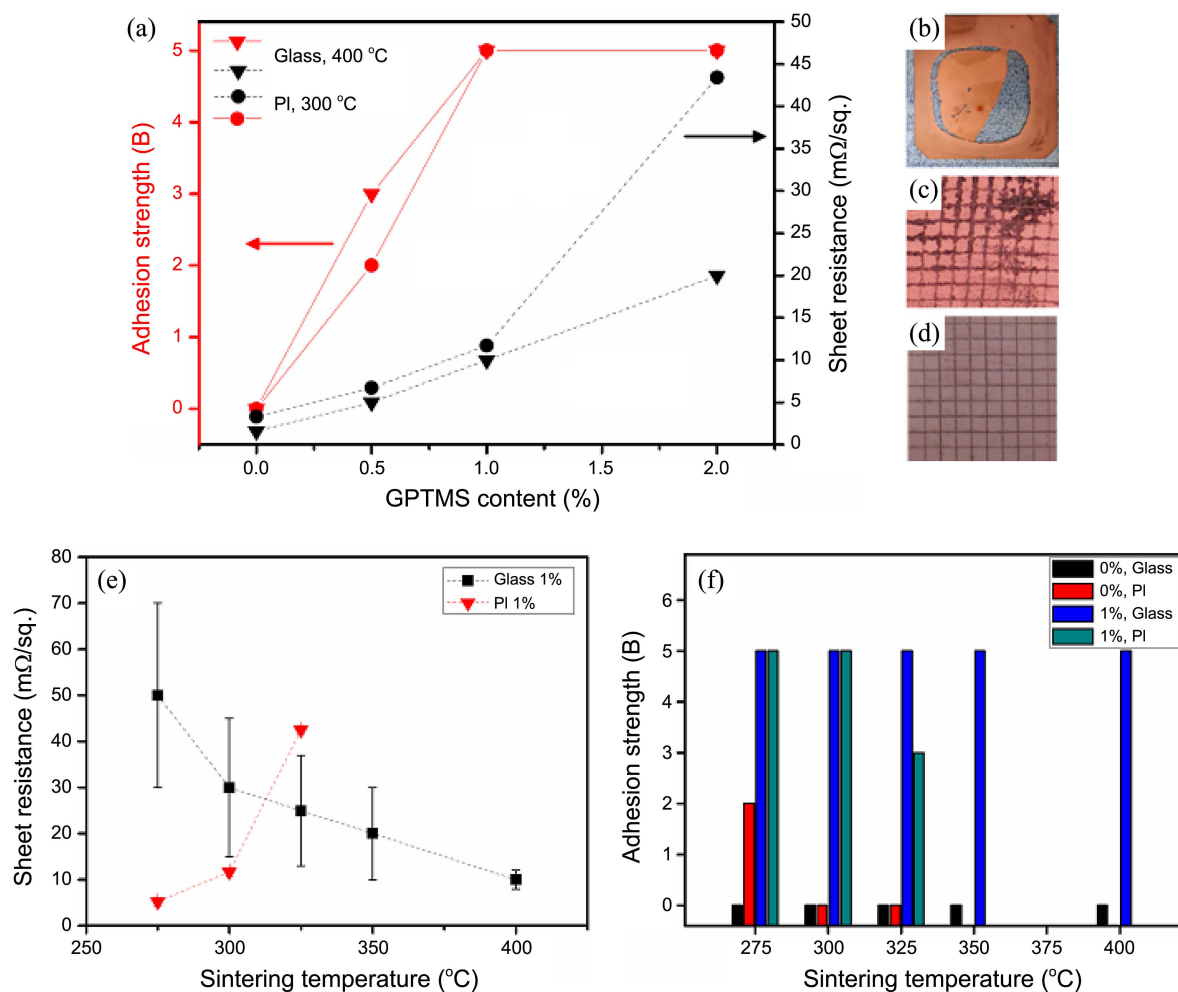 (a)
Glass, 400 °C
PI, 300 °C
Adhesion strength (B)
5
4
3
2
1
0
0.0 0.5 1.0 1.5 2.0
GPTMS content (%)
50
45
40
35
30
25
20
15
10
5
0
Sheet resistance (mΩ/sq.)
(b)
(c)
(d)
(e)
Glass 1%
PI 1%
Sheet resistance (mΩ/sq.)
80
70
60
50
40
30
20
10
0
250 300 350 400
Sintering temperature (°C)
(f)
0%, Glass
0%, PI
1%, Glass
1%, PI
Adhesion strength (B)
6
5
4
3
2
1
0
275 300 325 350 375 400
Sintering temperature (°C)